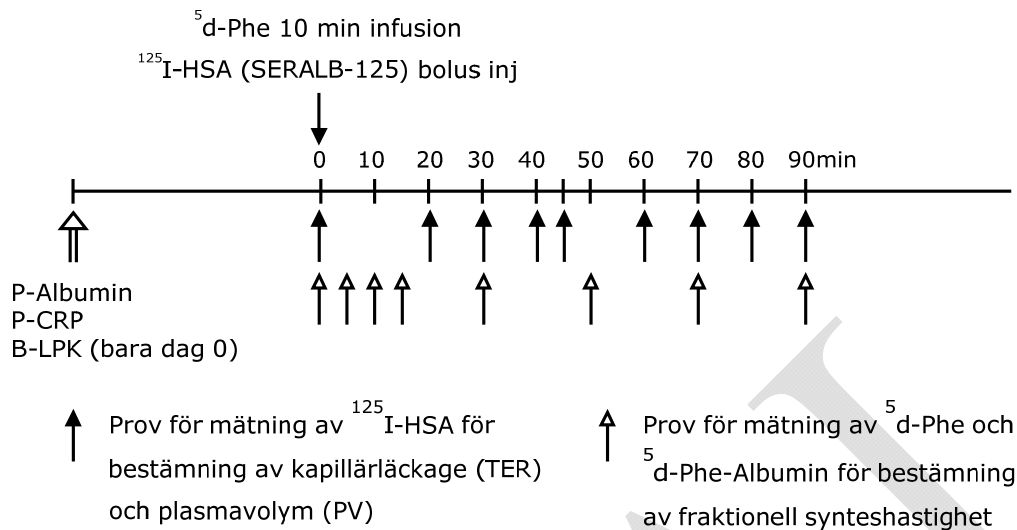 ⁵d-Phe 10 min infusion
¹²⁵I-HSA (SERALB-125) bolus inj
0 10 20 30 40 50 60 70 80 90min
P-Albumin
P-CRP
B-LPK (bara dag 0)
Prov för mätning av ¹²⁵I-HSA för
bestämning av kapillärläckage (TER)
och plasmavolym (PV)
Prov för mätning av ⁵d-Phe och
⁵d-Phe-Albumin för bestämning
av fraktionell synteshastighet